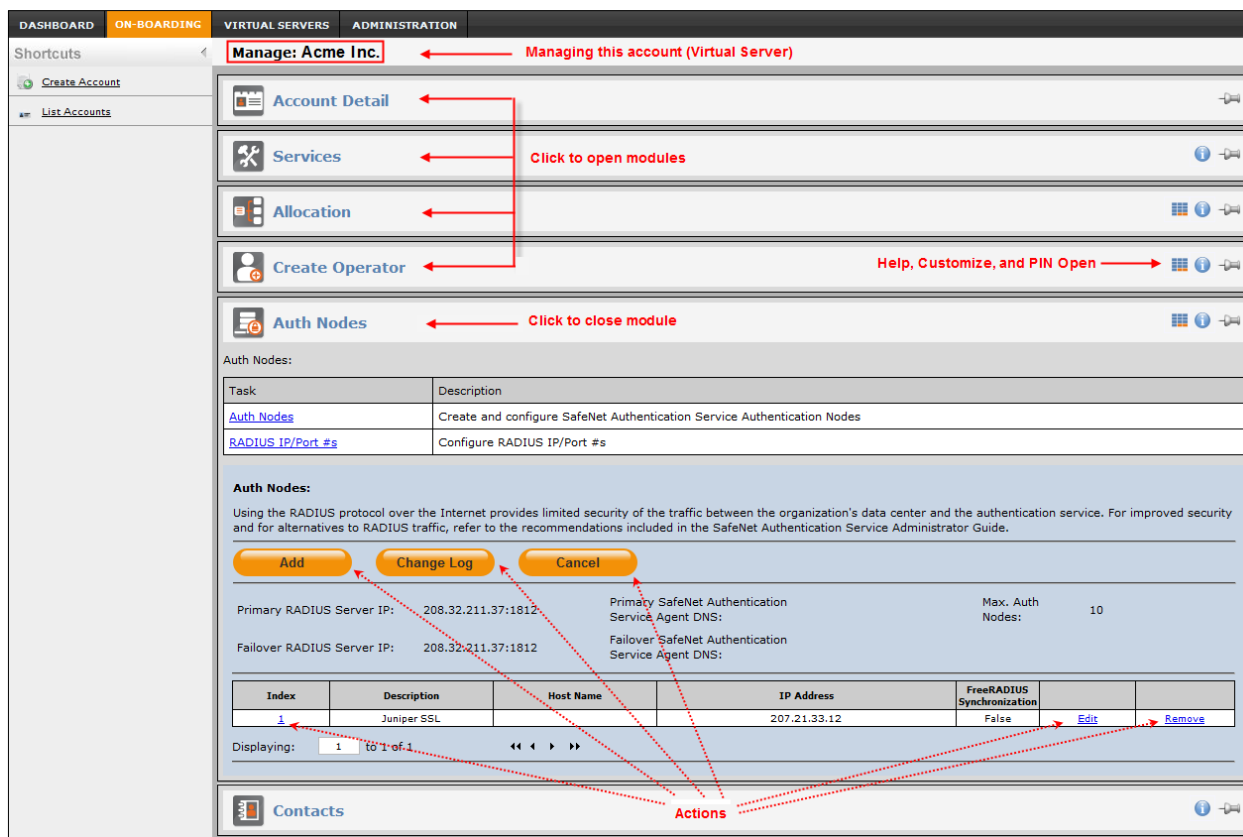 DASHBOARD ON-BOARDING VIRTUAL SERVERS ADMINISTRATION
Shortcuts
Create Account
List Accounts
Manage: Acme Inc. Managing this account (Virtual Server)
Account Detail
Services Click to open modules
Allocation
Create Operator Help, Customize, and PIN Open
Auth Nodes Click to close module
Auth Nodes:
Task Description
Auth Nodes Create and configure SafeNet Authentication Service Authentication Nodes
RADIUS IP/Port #s Configure RADIUS IP/Port #s
Auth Nodes:
Using the RADIUS protocol over the Internet provides limited security of the traffic between the organization's data center and the authentication service. For improved security
and for alternatives to RADIUS traffic, refer to the recommendations included in the SafeNet Authentication Service Administrator Guide.
Add Change Log Cancel
Primary RADIUS Server IP: 208.32.211.37:1812 Primary SafeNet Authentication Service Agent DNS: Max. Auth Nodes: 10
Failover RADIUS Server IP: 208.32.211.37:1812 Failover SafeNet Authentication Service Agent DNS:
Index Description Host Name IP Address FreeRADIUS Synchronization
1 Juniper SSL 207.21.33.12 False Edit Remove
Displaying: 1 to 1 of 1
Contacts Actions